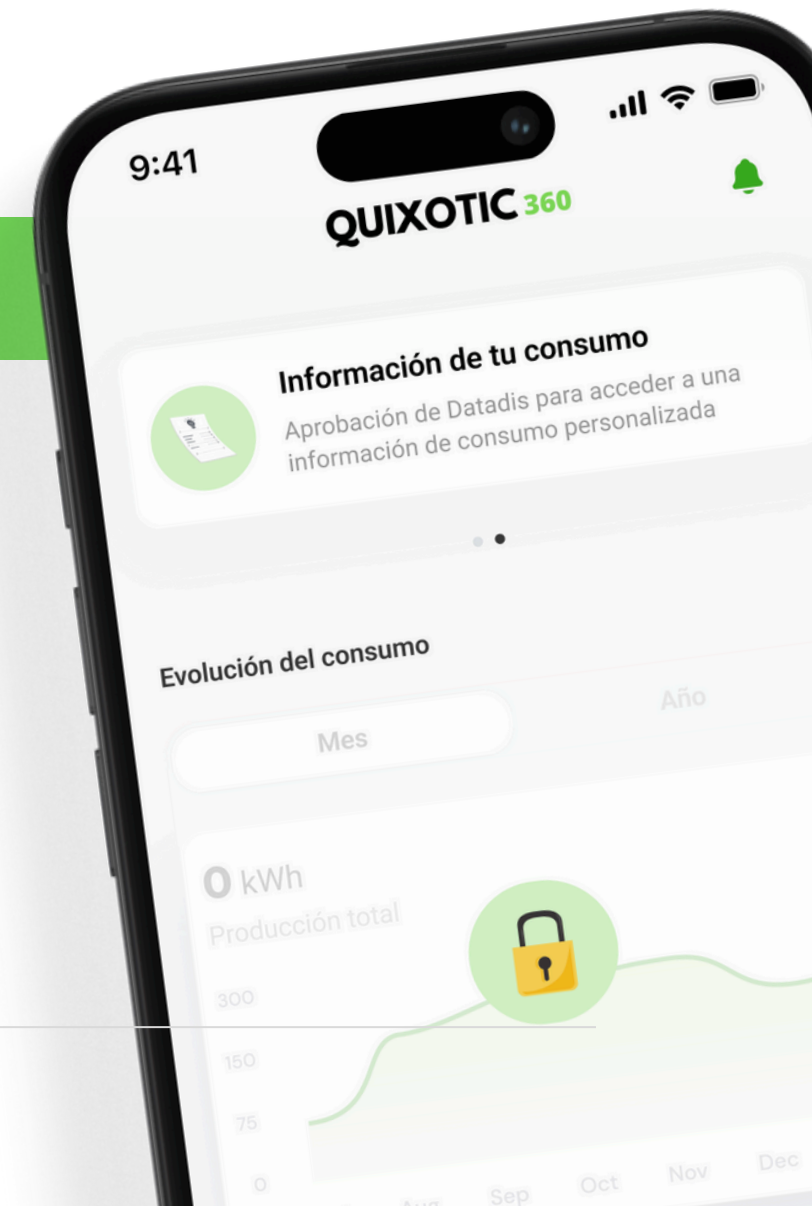 9:41
QUIXOTIC 360
Información de tu consumo
Aprobación de Datadis para acceder a una
información de consumo personalizada
Evolución del consumo
Mes
Año
0 kWh
Producción total
300
150
75
0
Aug
Sep
Oct
Nov
Dec